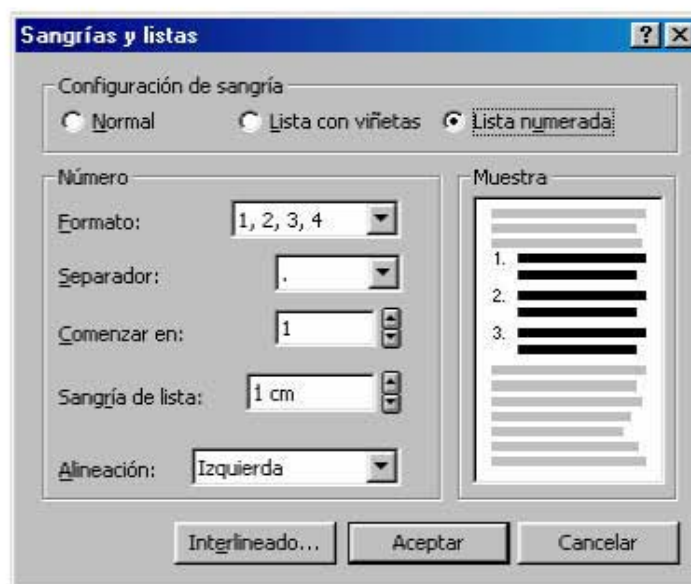 Sangrías y listas
Configuración de sangría
Normal Lista con viñetas Lista numerada
Número
Formato: 1, 2, 3, 4
Separador: .
Comenzar en: 1
Sangría de lista: 1 cm
Alineación: Izquierda
Muestra
1.
2.
3.
Interlineado... Aceptar Cancelar